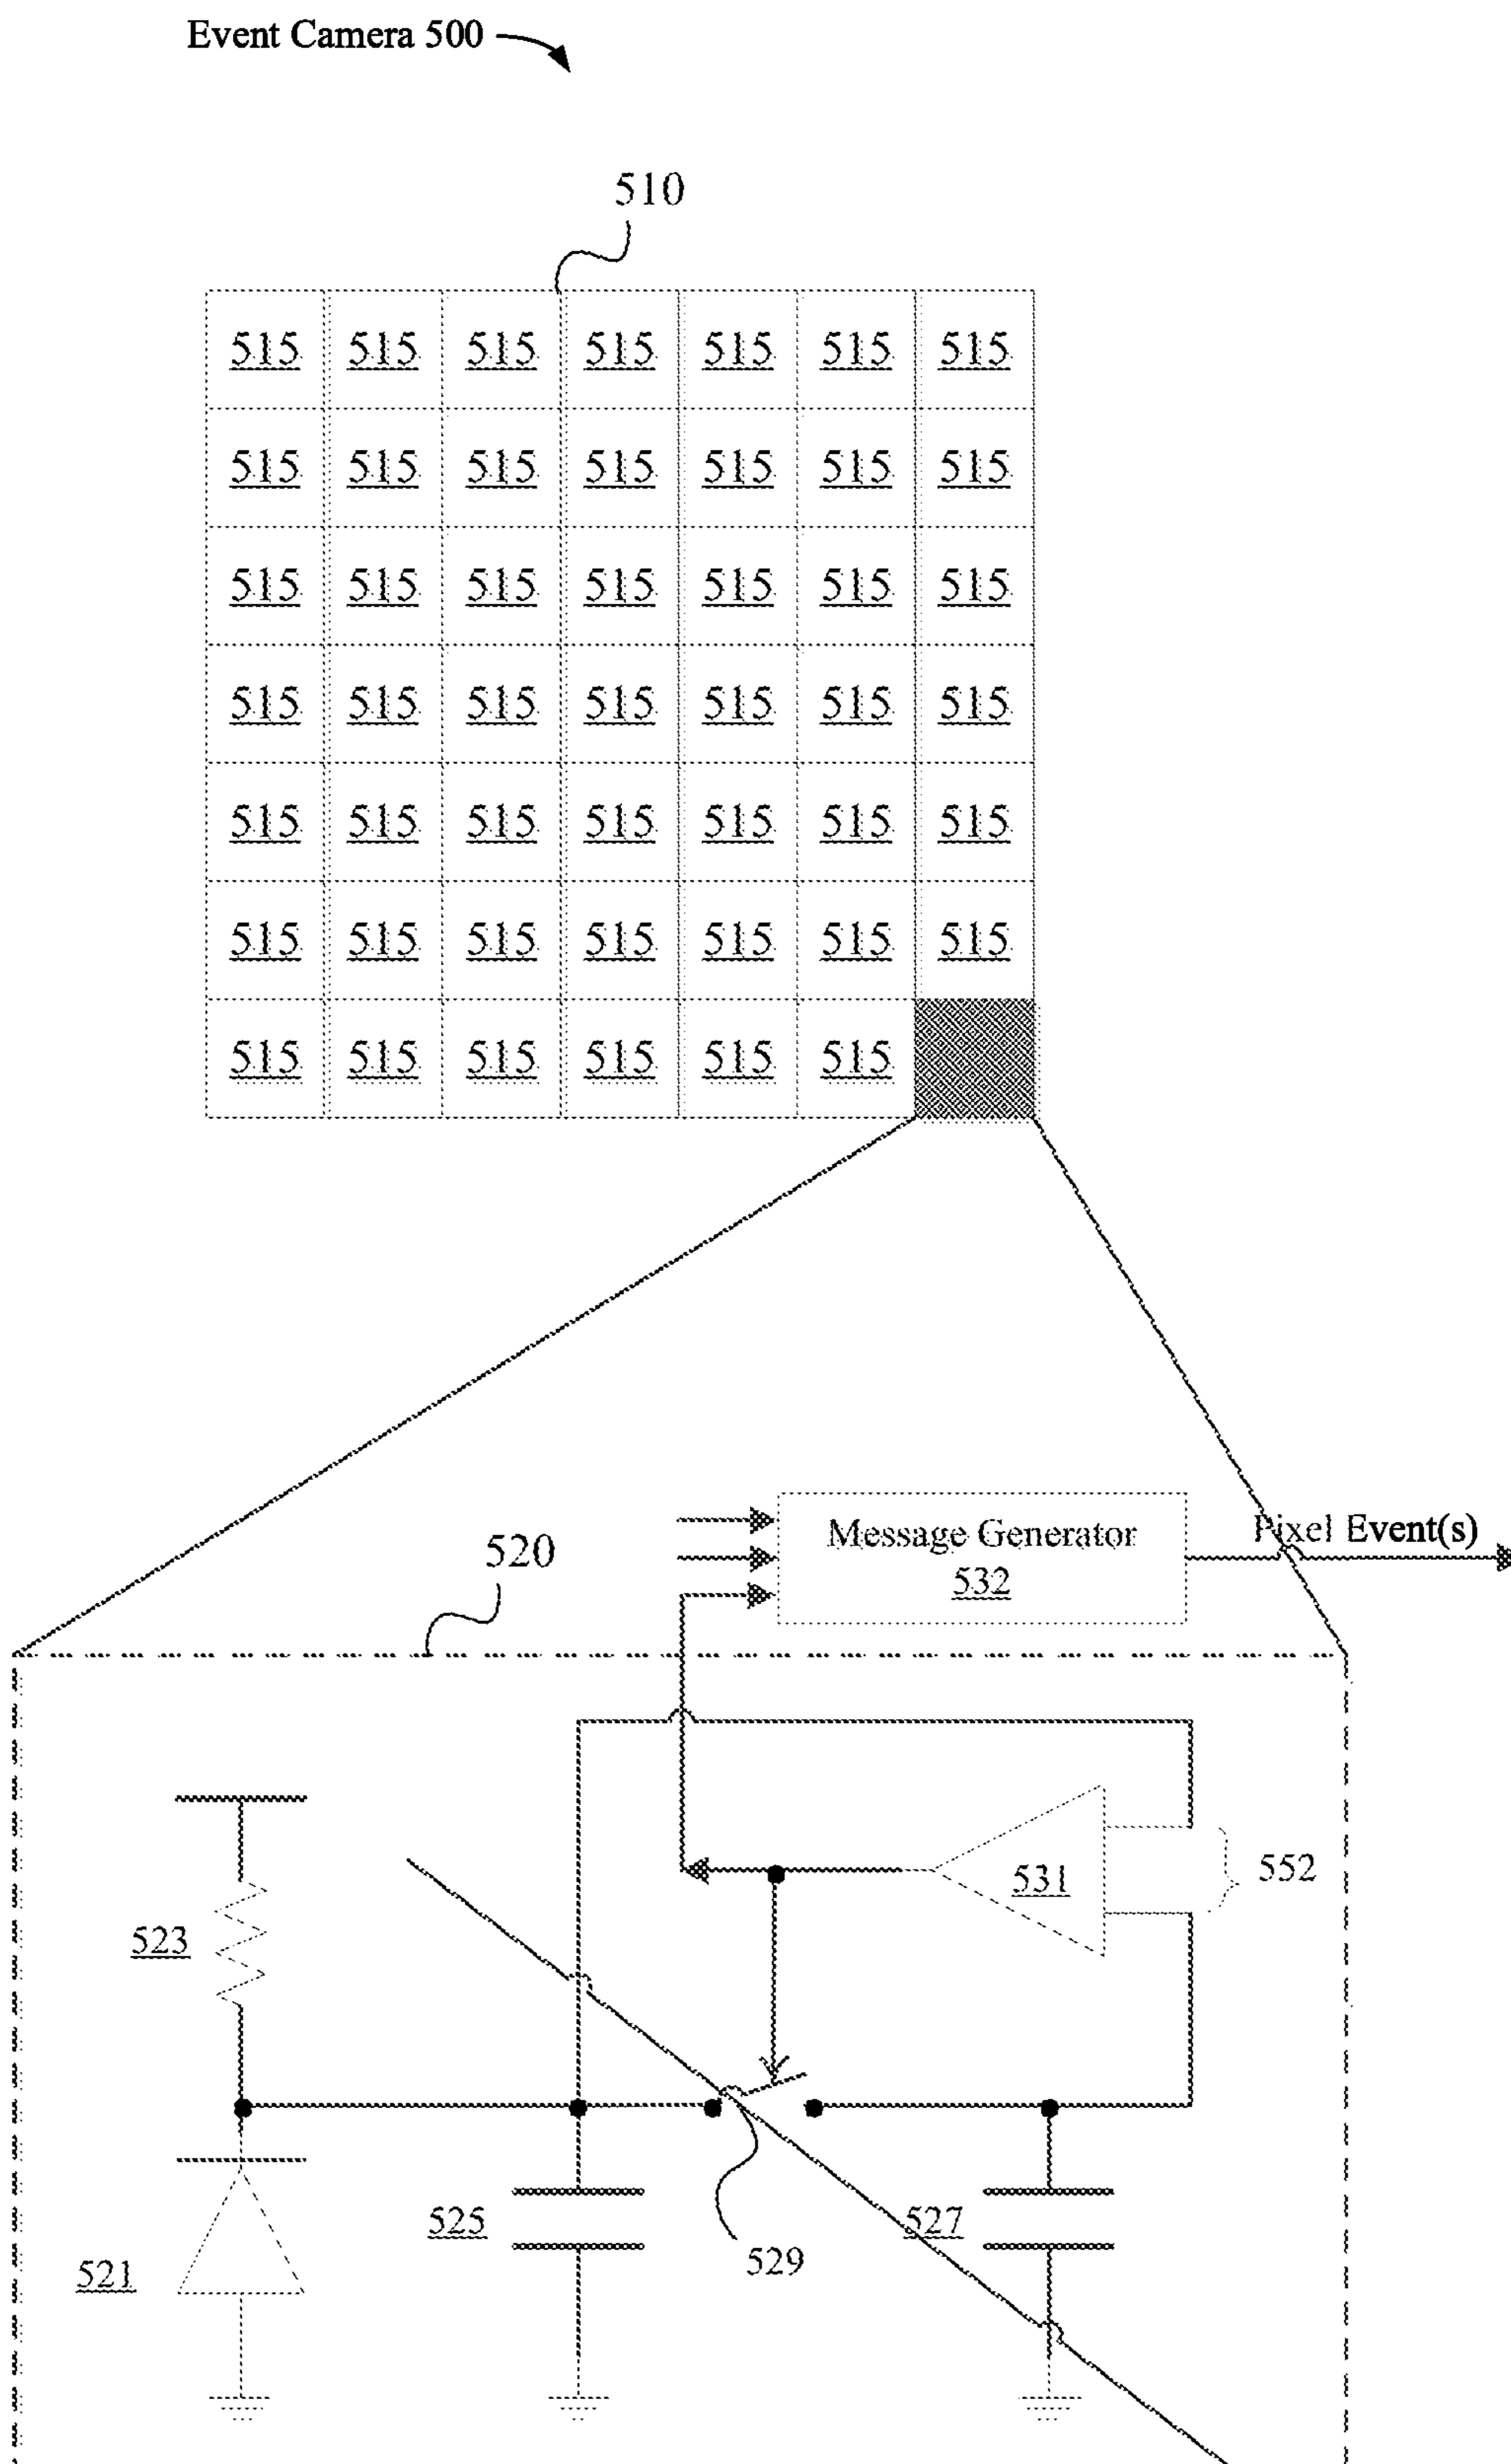 Event Camera 500
510
515 515 515 515 515 515 515
515 515 515 515 515 515 515
515 515 515 515 515 515 515
515 515 515 515 515 515 515
515 515 515 515 515 515 515
515 515 515 515 515 515 515
515 515 515 515 515 515
Message Generator
532
Pixel Event(s)
520
531
552
523
525
527
529
521